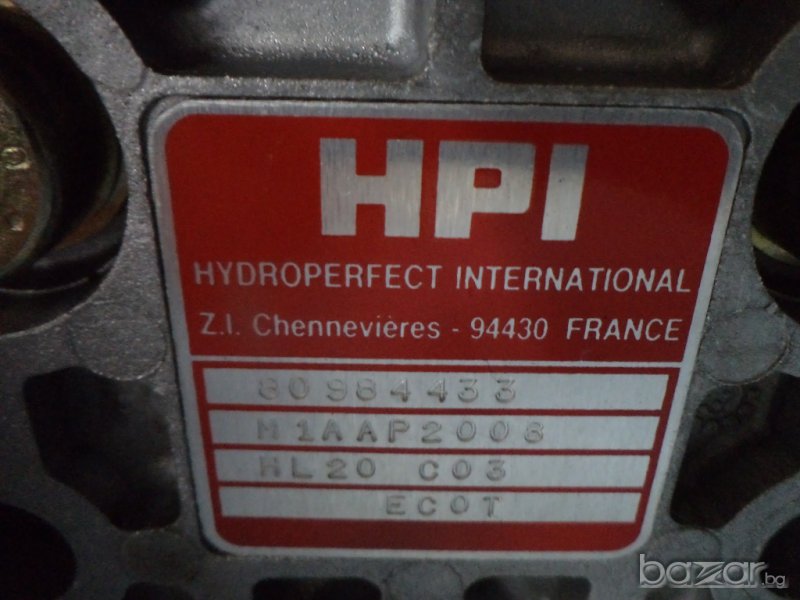 HPI
HYDROPERFECT INTERNATIONAL
Z.I. Chennevières - 94430 FRANCE
80984433
M1AAP2008
HL20 C03
ECOT
bazar.bg